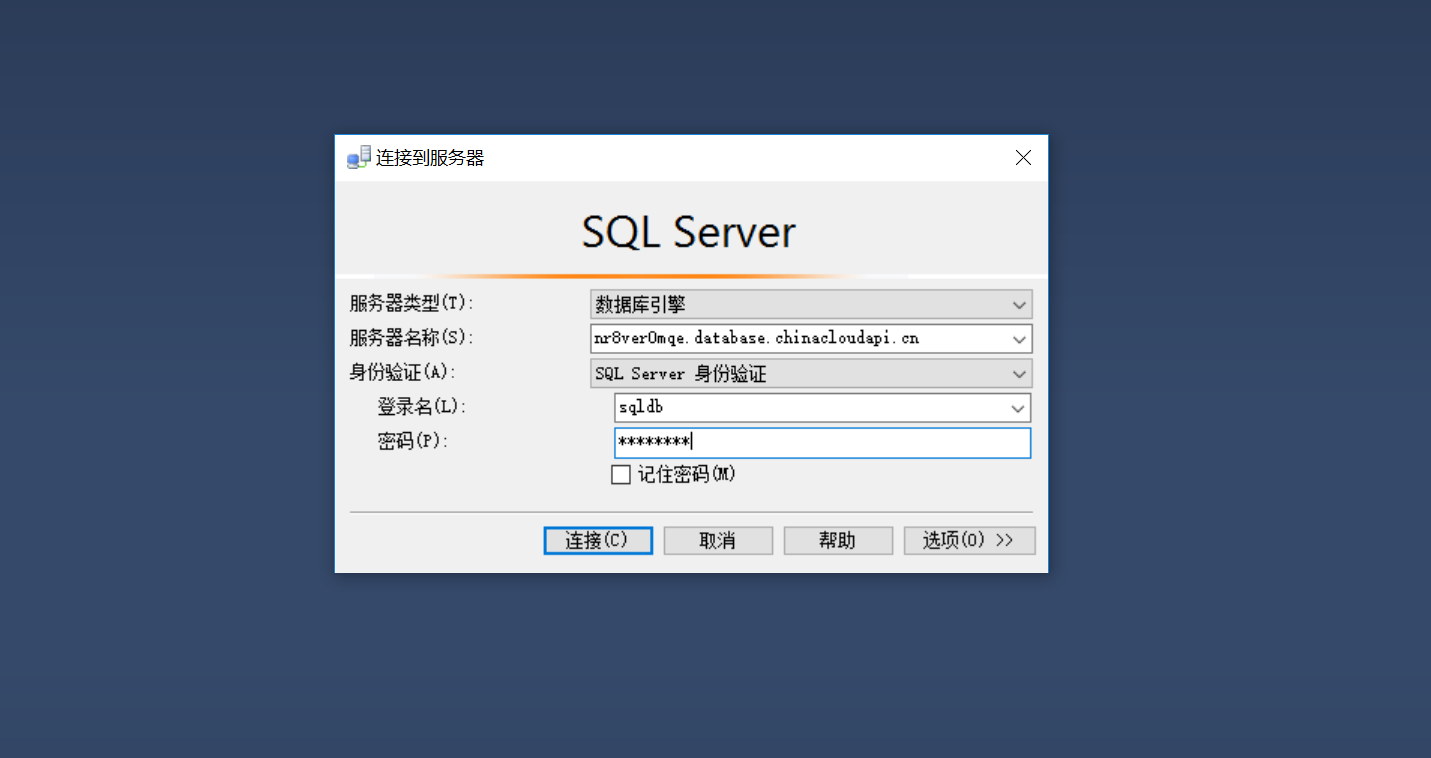 连接到服务器
SQL Server
服务器类型(T): 数据库引擎
服务器名称(S): nr8ver0mqe.database.chinacloudapi.cn
身份验证(A): SQL Server 身份验证
登录名(L): sqldb
密码(P): ********
记住密码(M)
连接(C) 取消 帮助 选项(O) >>